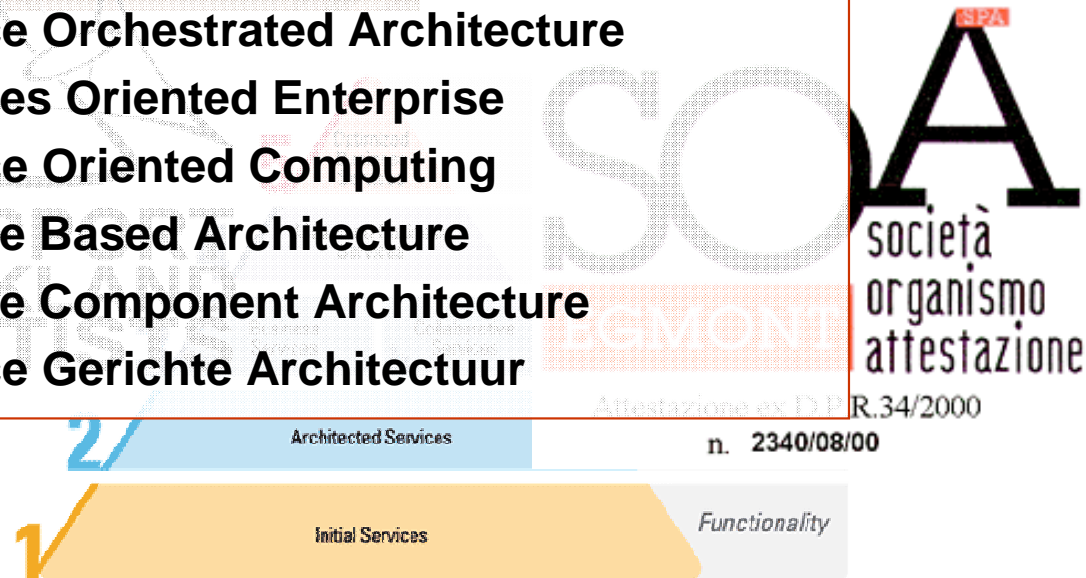 e Orchestrated Architecture
es Oriented Enterprise
e Oriented Computing
e Based Architecture
e Component Architecture
e Gerichte Architectuur
SPA
SOA
società
organismo
attestazione
EGMONT
Attestazione ex D.P.R.34/2000
n. 2340/08/00
2 Architected Services
1 Initial Services
Functionality